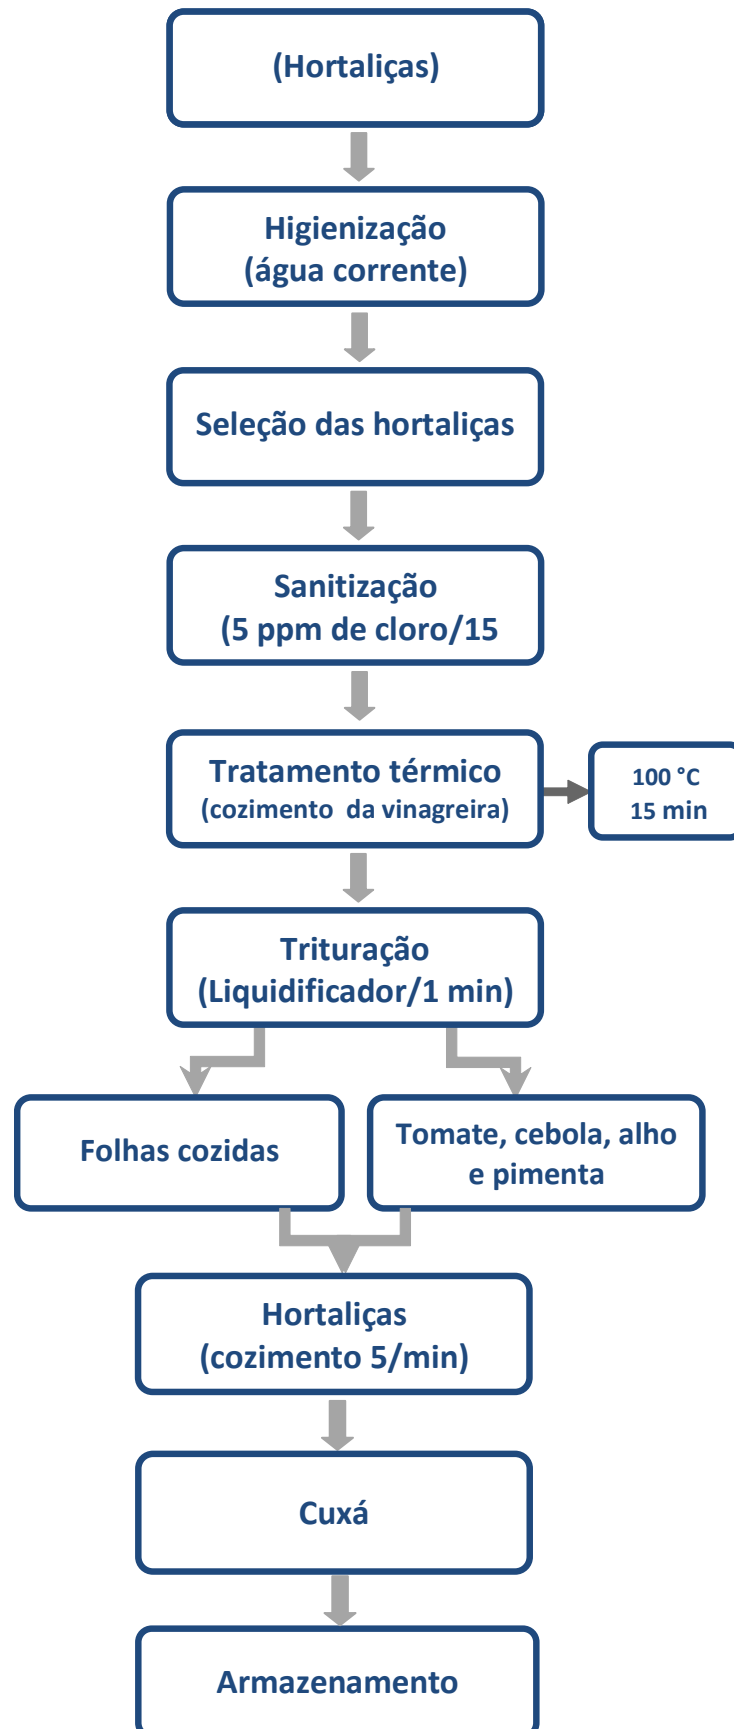 (Hortaliças)
Higienização
(água corrente)
Seleção das hortaliças
Sanitização
(5 ppm de cloro/15
Tratamento térmico
(cozimento da vinagreira)
100 °C
15 min
Trituração
(Liquidificador/1 min)
Folhas cozidas
Tomate, cebola, alho
e pimenta
Hortaliças
(cozimento 5/min)
Cuxá
Armazenamento